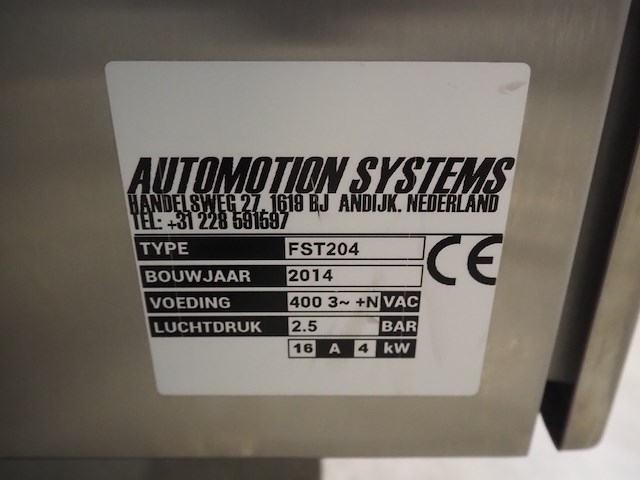 AUTOMOTION SYSTEMS
HANDELSWEG 27, 1619 BJ ANDIJK. NEDERLAND
TEL: +31 228 591697
TYPE FST204 CE
BOUWJAAR 2014
VOEDING 400 3~ +N VAC
LUCHTDRUK 2.5 BAR
16 A 4 kW